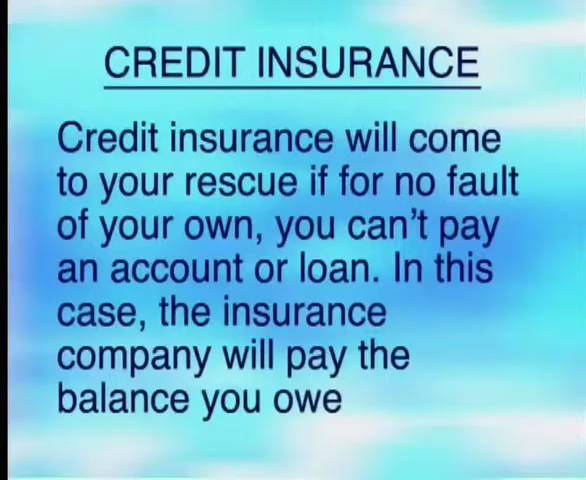 CREDIT INSURANCE
Credit insurance will come
to your rescue if for no fault
of your own, you can't pay
an account or loan. In this
case, the insurance
company will pay the
balance you owe